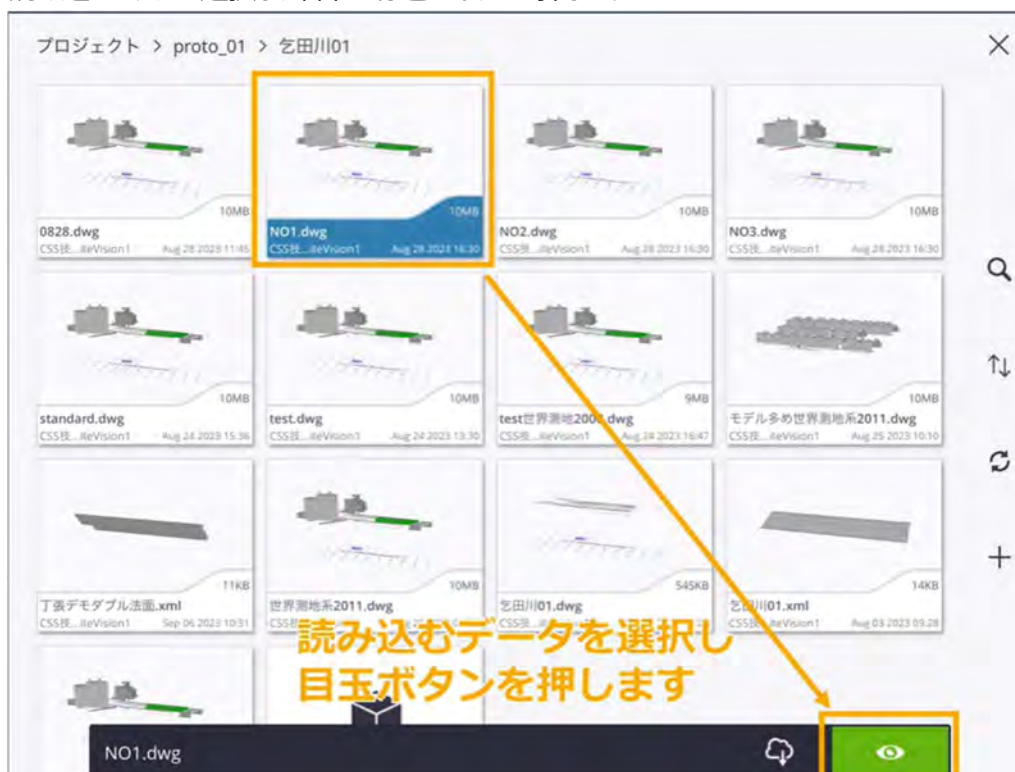 プロジェクト > proto_01 > 乞田川01
10MB
10MB
10MB
10MB
0828.dwg
NO1.dwg
NO2.dwg
NO3.dwg
CSS技...iteVision1 Aug 28 2023 11:45
CSS技...iteVision1 Aug 28 2023 16:30
CSS技...iteVision1 Aug 28 2023 16:30
CSS技...iteVision1 Aug 28 2023 16:30
10MB
10MB
9MB
10MB
standard.dwg
test.dwg
test世界測地2000.dwg
モデル多め世界測地系2011.dwg
CSS技...iteVision1 Aug 24 2023 15:36
CSS技...iteVision1 Aug 24 2023 13:30
CSS技...iteVision1 Aug 24 2023 16:47
CSS技...iteVision1 Aug 25 2023 10:10
11KB
10MB
545KB
14KB
丁張デモダブル法面.xml
世界測地系2011.dwg
乞田川01.dwg
乞田川01.xml
CSS技...iteVision1 Sep 06 2023 10:31
CSS技
CSS技...iteVision1 Aug 03 2023 09:28
読み込むデータを選択し
目玉ボタンを押します
NO1.dwg